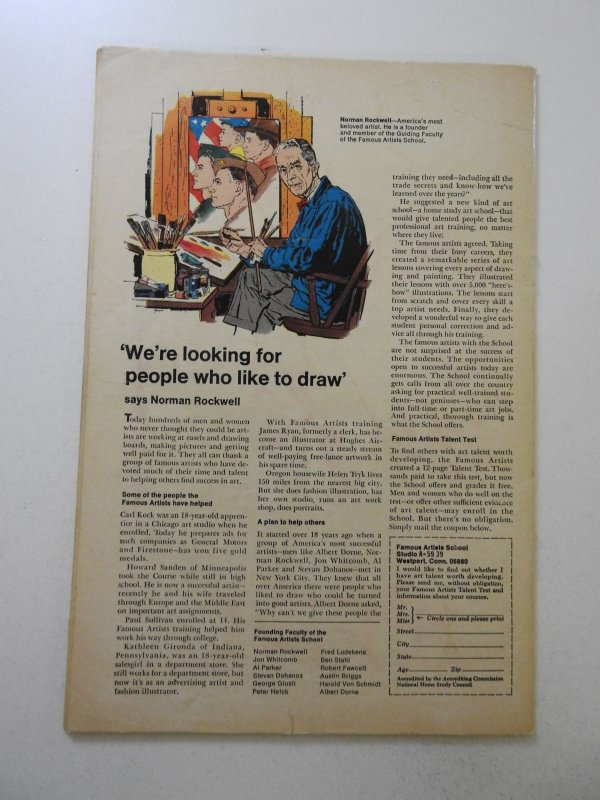 Norman Rockwell—America's most
beloved artist. He is a founder
and member of the Guiding Faculty
of the Famous Artists School.
'We're looking for
people who like to draw'
says Norman Rockwell
Today hundreds of men and women
who never thought they could be art-
ists are working at easels and drawing
boards, making pictures and getting
well paid for it. They all can thank a
group of famous artists who have de-
voted much of their time and talent
to helping others find success in art.
Some of the people the
Famous Artists have helped
Carl Kock was an 18-year-old appren-
tice in a Chicago art studio when he
enrolled. Today he prepares ads for
such companies as General Motors
and Firestone—has won five gold
medals.
Howard Sanden of Minneapolis
took the Course while still in high
school. He is now a successful artist—
recently he and his wife traveled
through Europe and the Middle East
on important art assignments.
Paul Sullivan enrolled at 14. His
Famous Artists training helped him
work his way through college.
Kathleen Gironda of Indiana,
Pennsylvania, was an 18-year-old
salesgirl in a department store. She
still works for a department store, but
now it's as an advertising artist and
fashion illustrator.
With Famous Artists training
James Ryan, formerly a clerk, has be-
come an illustrator at Hughes Air-
craft—and turns out a steady stream
of well-paying free-lance artwork in
his spare time.
Oregon housewife Helen Tryk lives
150 miles from the nearest big city.
But she does fashion illustration, has
her own studio, runs an art work
shop, does portraits.
A plan to help others
It started over 18 years ago when a
group of America's most successful
artists—men like Albert Dorne, Nor-
man Rockwell, Jon Whitcomb, Al
Parker and Stevan Dohanos—met in
New York City. They knew that all
over America there were people who
liked to draw who could be turned
into good artists. Albert Dorne asked,
"Why can't we give these people the
Founding Faculty of the
Famous Artists School
Norman Rockwell
Jon Whitcomb
Al Parker
Stevan Dohanos
George Giusti
Peter Helck
Fred Ludekens
Ben Stahl
Robert Fawcett
Austin Briggs
Harold Von Schmidt
Albert Dorne
training they need—including all the
trade secrets and know-how we've
learned over the years?"
He suggested a new kind of art
school—a home study art school—that
would give talented people the best
professional art training, no matter
where they live.
The famous artists agreed. Taking
time from their busy careers, they
created a remarkable series of art
lessons covering every aspect of draw-
ing and painting. They illustrated
their lessons with over 5,000 "here's-
how" illustrations. The lessons start
from scratch and cover every skill a
top artist needs. Finally, they de-
veloped a wonderful way to give each
student personal correction and ad-
vice all through his training.
The famous artists with the School
are not surprised at the success of
their students. The opportunities
open to successful artists today are
enormous. The School continually
gets calls from all over the country
asking for practical well-trained stu-
dents—not geniuses—who can step
into full-time or part-time art jobs.
And practical, thorough training is
what the School offers.
Famous Artists Talent Test
To find others with art talent worth
developing, the Famous Artists
created a 12-page Talent Test. Thou-
sands paid to take this test, but now
the School offers and grades it free.
Men and women who do well on the
test—or offer other sufficient evidence
of art talent—may enroll in the
School. But there's no obligation.
Simply mail the coupon below.
Famous Artists School
Studio A-5939
Westport, Conn. 06880
I would like to find out whether I
have art talent worth developing.
Please send me, without obligation,
your Famous Artists Talent Test and
information about your courses.
Mr.
Mrs.
Miss
Circle one and please print
Street
City
State
Age Zip
Accredited by the Accrediting Commission
National Home Study Council